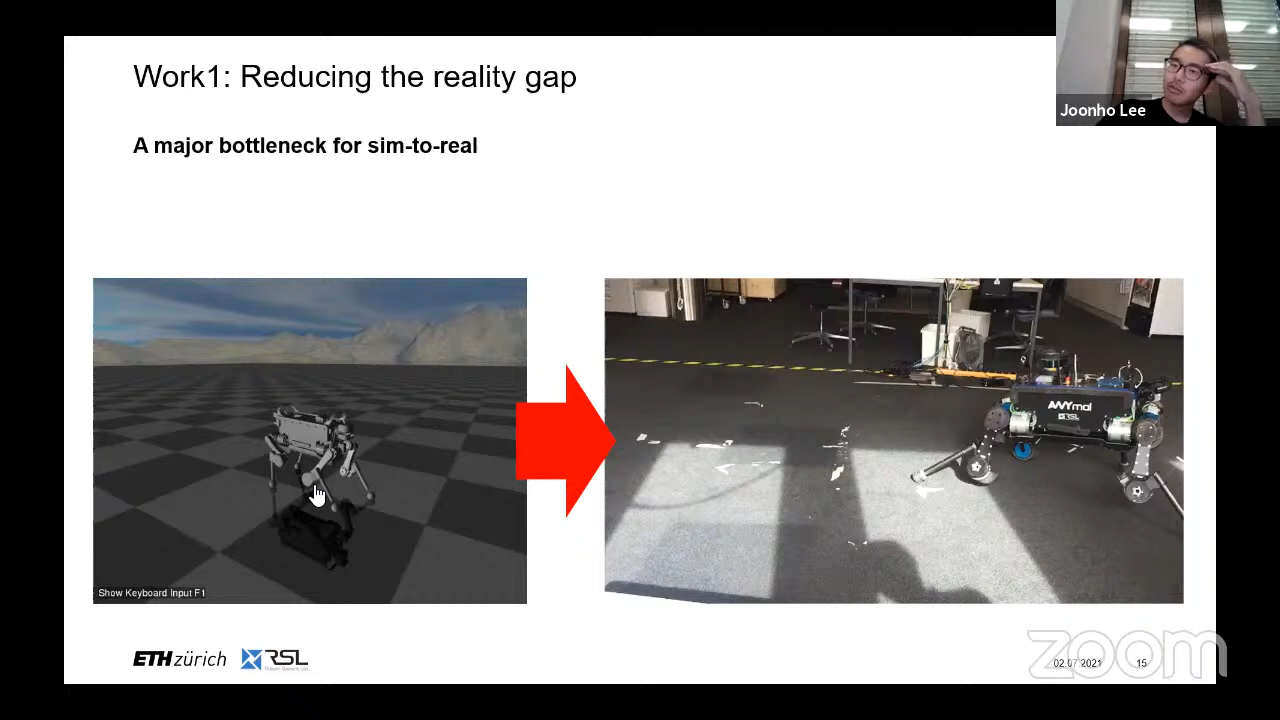 Work1: Reducing the reality gap
Joonho Lee
A major bottleneck for sim-to-real
ANYmal
RSL
Show Keyboard Input F1
ETH zürich
RSL
02.07.2021
15
zoom